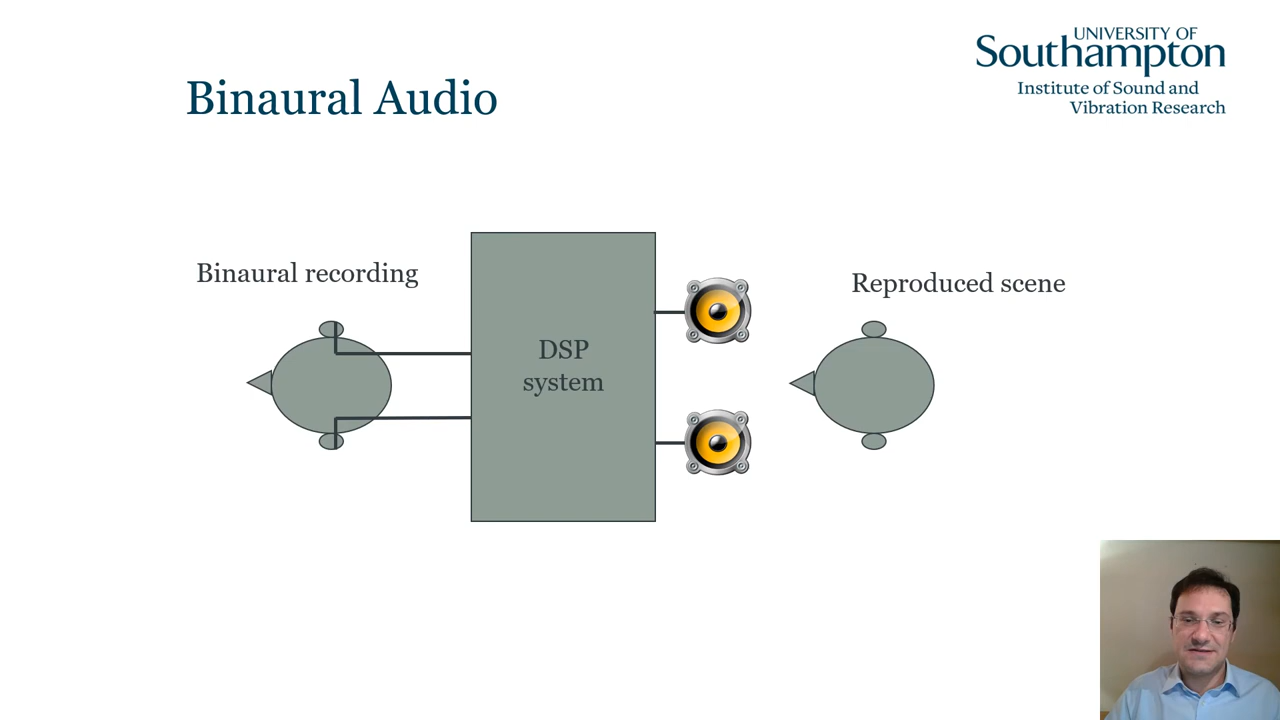 UNIVERSITY OF
Southampton
Institute of Sound and
Vibration Research
Binaural Audio
Binaural recording
Reproduced scene
DSP
system